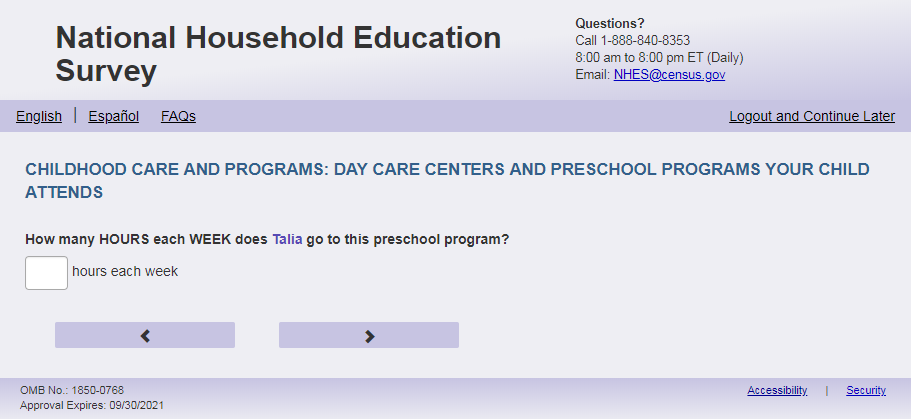 National Household Education
Survey
Questions?
Call 1-888-840-8353
8:00 am to 8:00 pm ET (Daily)
Email: NHES@census.gov
English | Español FAQs Logout and Continue Later
CHILDHOOD CARE AND PROGRAMS: DAY CARE CENTERS AND PRESCHOOL PROGRAMS YOUR CHILD
ATTENDS
How many HOURS each WEEK does Talia go to this preschool program?
hours each week
OMB No.: 1850-0768
Approval Expires: 09/30/2021
Accessibility | Security